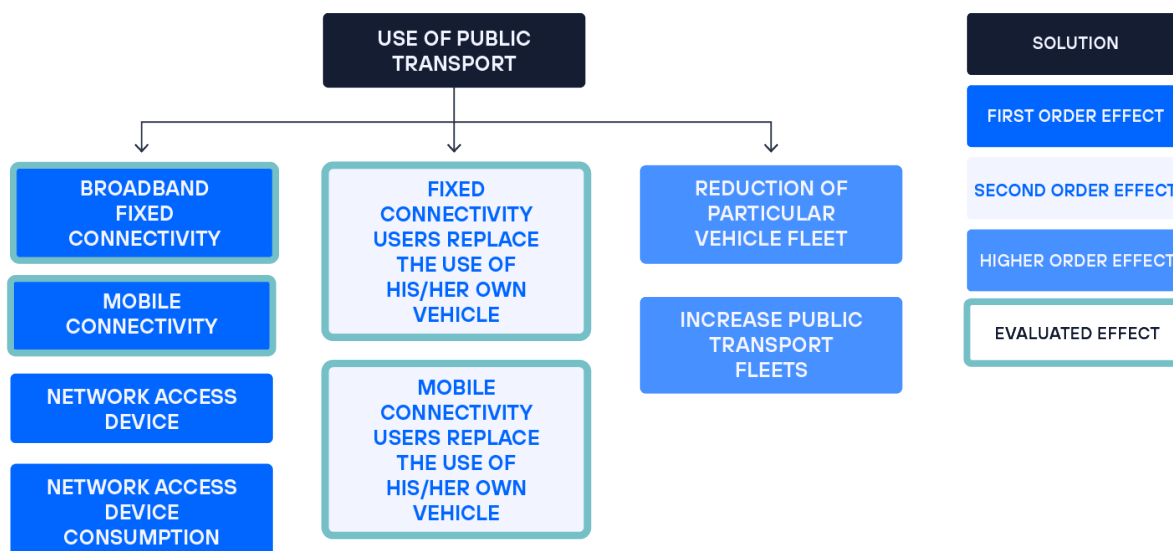 USE OF PUBLIC
TRANSPORT
BROADBAND
FIXED
CONNECTIVITY
MOBILE
CONNECTIVITY
NETWORK ACCESS
DEVICE
NETWORK ACCESS
DEVICE
CONSUMPTION
FIXED
CONNECTIVITY
USERS REPLACE
THE USE OF
HIS/HER OWN
VEHICLE
MOBILE
CONNECTIVITY
USERS REPLACE
THE USE OF
HIS/HER OWN
VEHICLE
REDUCTION OF
PARTICULAR
VEHICLE FLEET
INCREASE PUBLIC
TRANSPORT
FLEETS
SOLUTION
FIRST ORDER EFFECT
SECOND ORDER EFFECT
HIGHER ORDER EFFECT
EVALUATED EFFECT